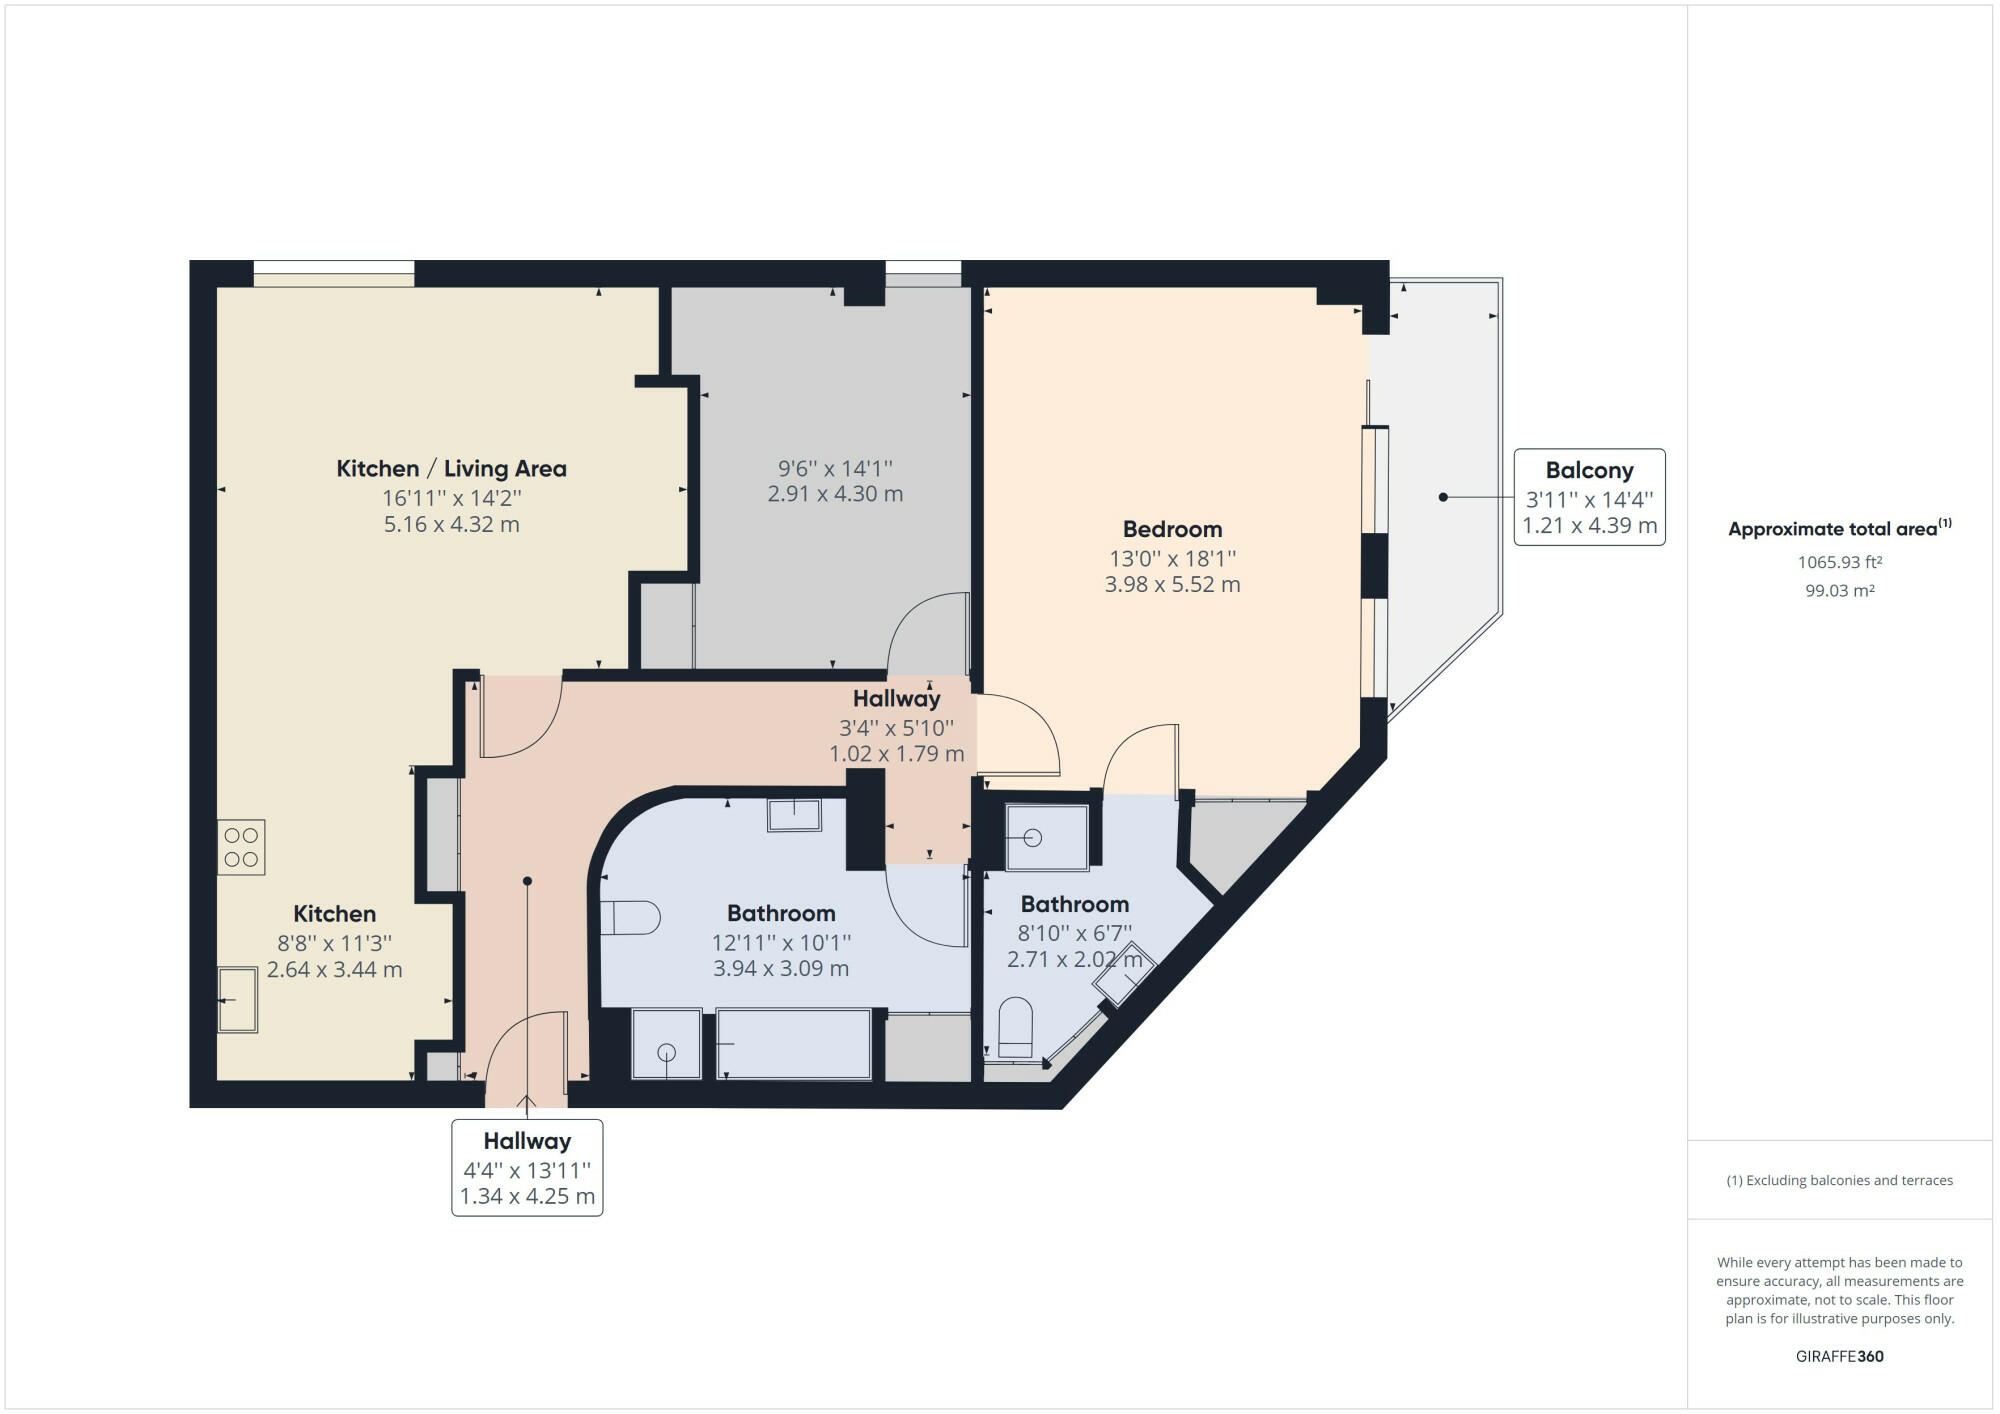 Kitchen / Living Area
16'11'' x 14'2''
5.16 x 4.32 m
9'6'' x 14'1''
2.91 x 4.30 m
Bedroom
13'0'' x 18'1''
3.98 x 5.52 m
Balcony
3'11'' x 14'4''
1.21 x 4.39 m
Hallway
3'4'' x 5'10''
1.02 x 1.79 m
Kitchen
8'8'' x 11'3''
2.64 x 3.44 m
Bathroom
12'11'' x 10'1''
3.94 x 3.09 m
Bathroom
8'10'' x 6'7''
2.71 x 2.02 m
Hallway
4'4'' x 13'11''
1.34 x 4.25 m
Approximate total area(1)
1065.93 ft²
99.03 m²
(1) Excluding balconies and terraces
While every attempt has been made to
ensure accuracy, all measurements are
approximate, not to scale. This floor
plan is for illustrative purposes only.
GIRAFFE360